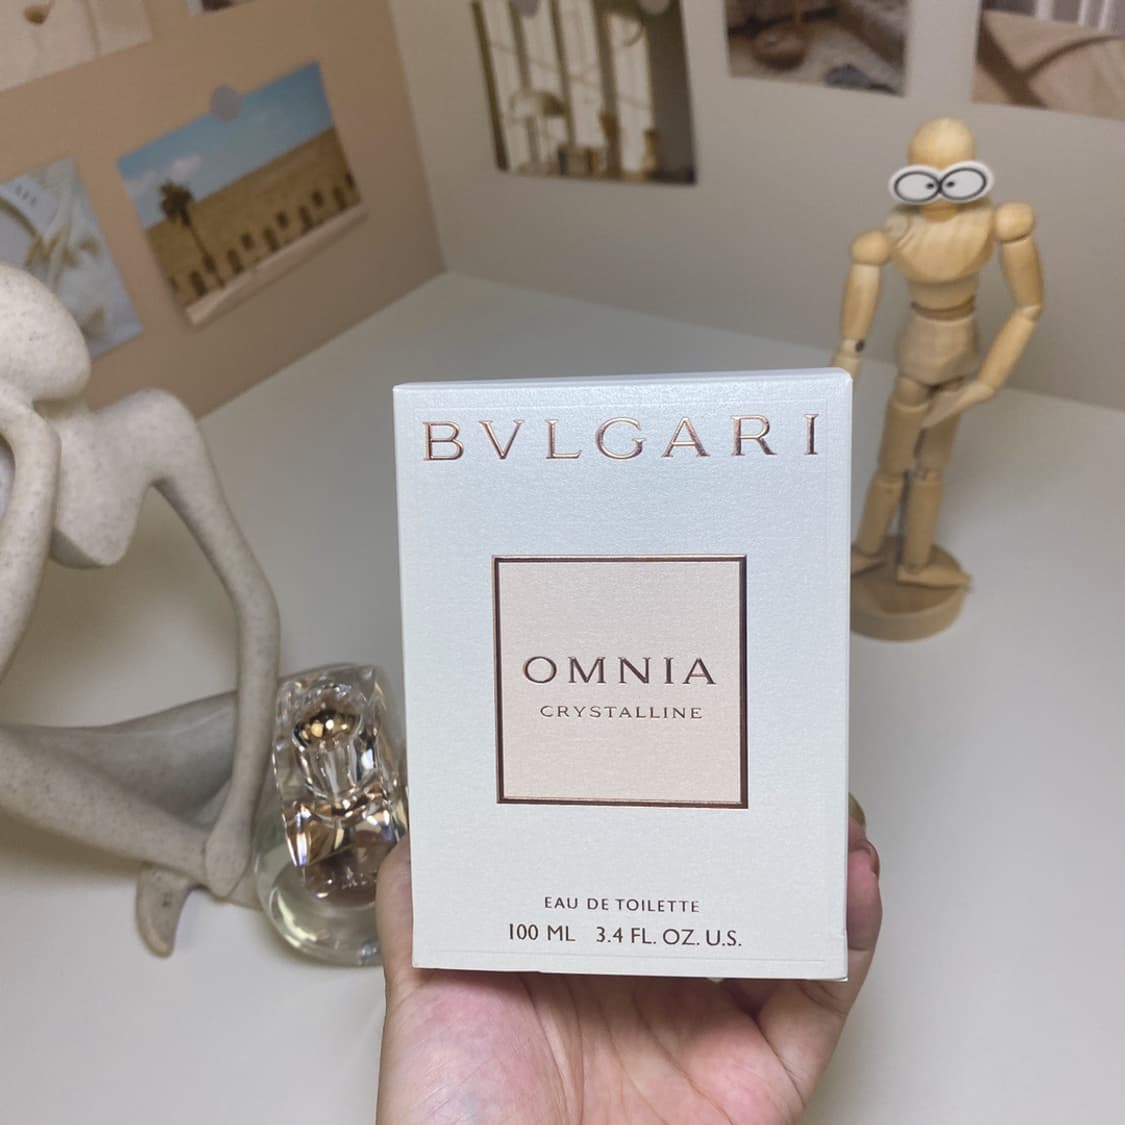 BVLGARI
OMNIA
CRYSTALLINE
EAU DE TOILETTE
100 ML 3.4 FL. OZ. U.S.